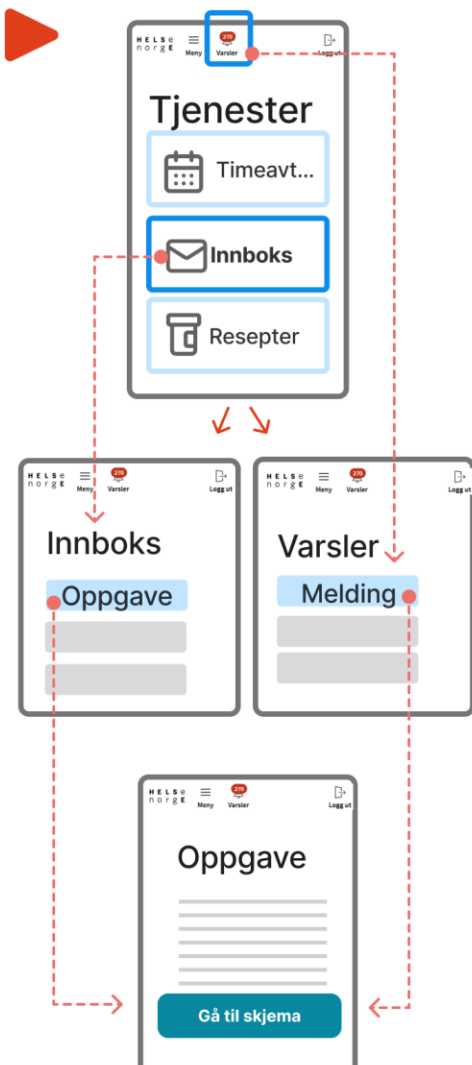 HELSe
norgE
Meny
270
Varsler
Logg ut
Tjenester
Timeavt...
Innboks
Resepter
HELSe
norgE
Meny
270
Varsler
Logg ut
Innboks
Oppgave
HELSe
norgE
Meny
270
Varsler
Logg ut
Varsler
Melding
HELSe
norgE
Meny
270
Varsler
Logg ut
Oppgave
Gå til skjema